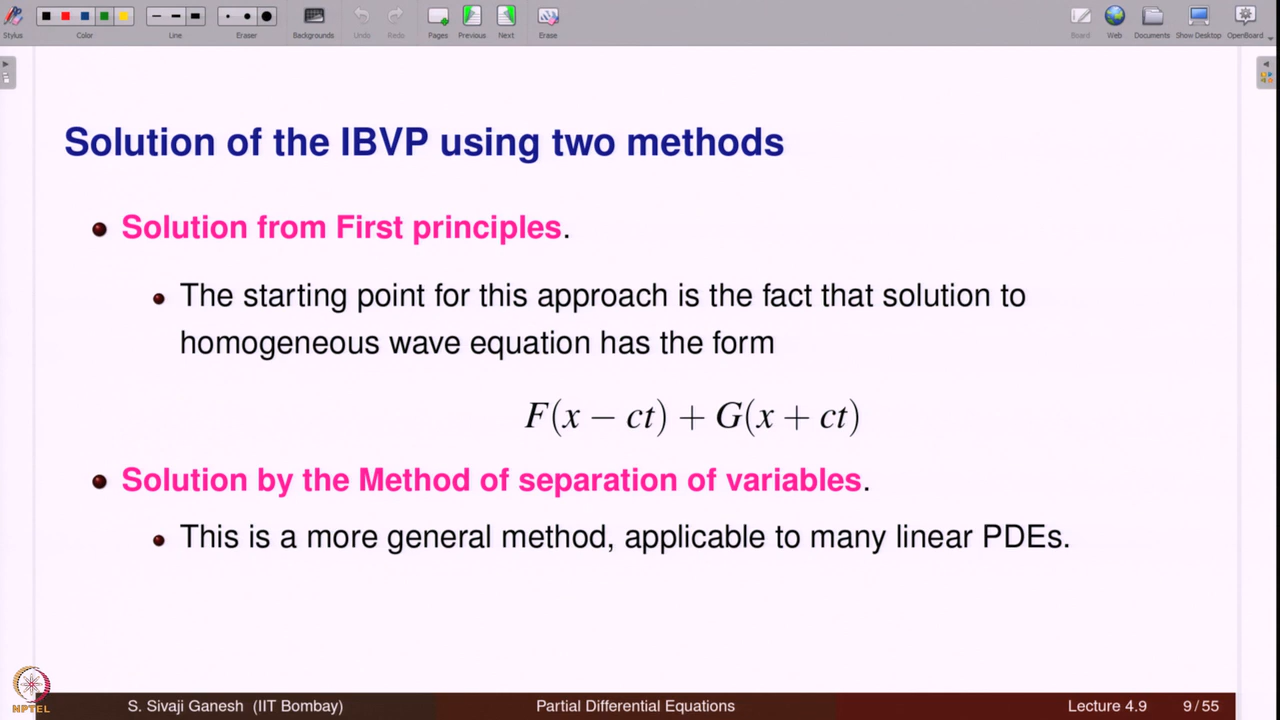 Stylus Color Line Eraser Backgrounds Undo Redo Pages Previous Next Erase Board Web Documents Show Desktop OpenBoard
Solution of the IBVP using two methods
Solution from First principles.
The starting point for this approach is the fact that solution to
homogeneous wave equation has the form
F(x − ct) + G(x + ct)
Solution by the Method of separation of variables.
This is a more general method, applicable to many linear PDEs.
NPTEL
S. Sivaji Ganesh (IIT Bombay) Partial Differential Equations Lecture 4.9 9 / 55